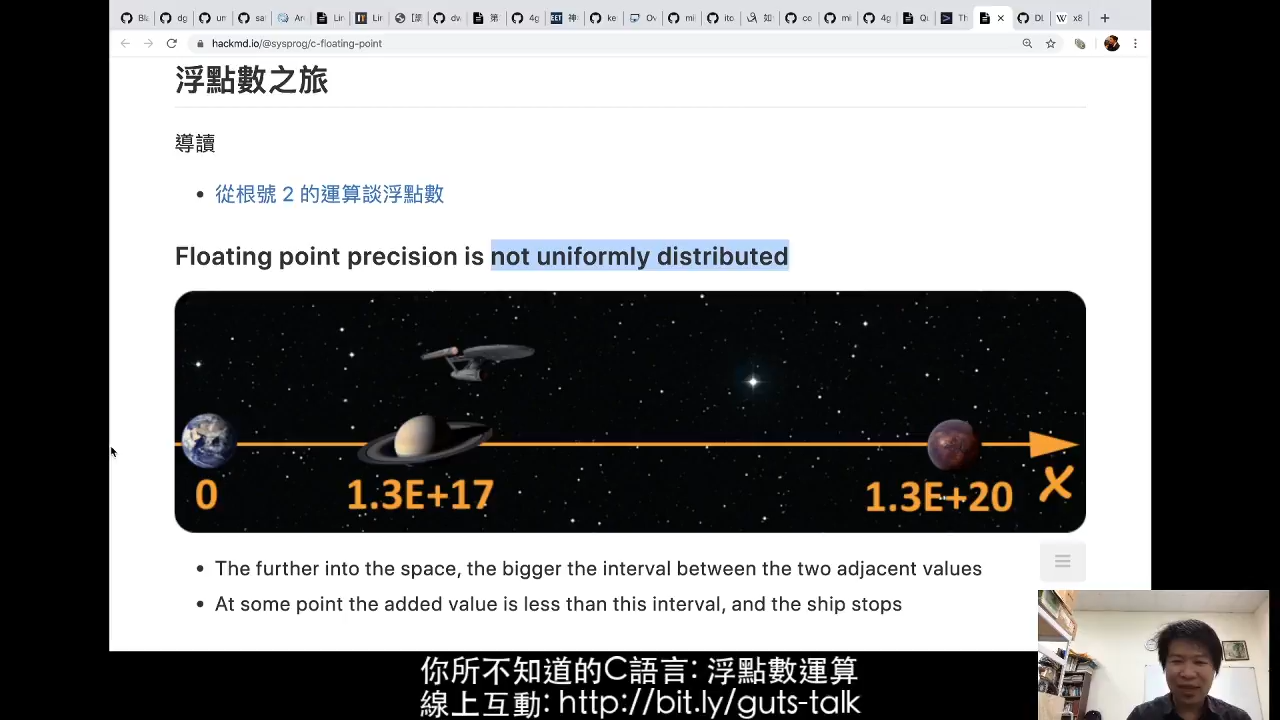 hackmd.io/@sysprog/c-floating-point
浮點數之旅
導讀
• 從根號 2 的運算談浮點數
Floating point precision is not uniformly distributed
0
1.3E+17
1.3E+20
X
• The further into the space, the bigger the interval between the two adjacent values
• At some point the added value is less than this interval, and the ship stops
你所不知道的C語言: 浮點數運算
線上互動: http://bit.ly/guts-talk